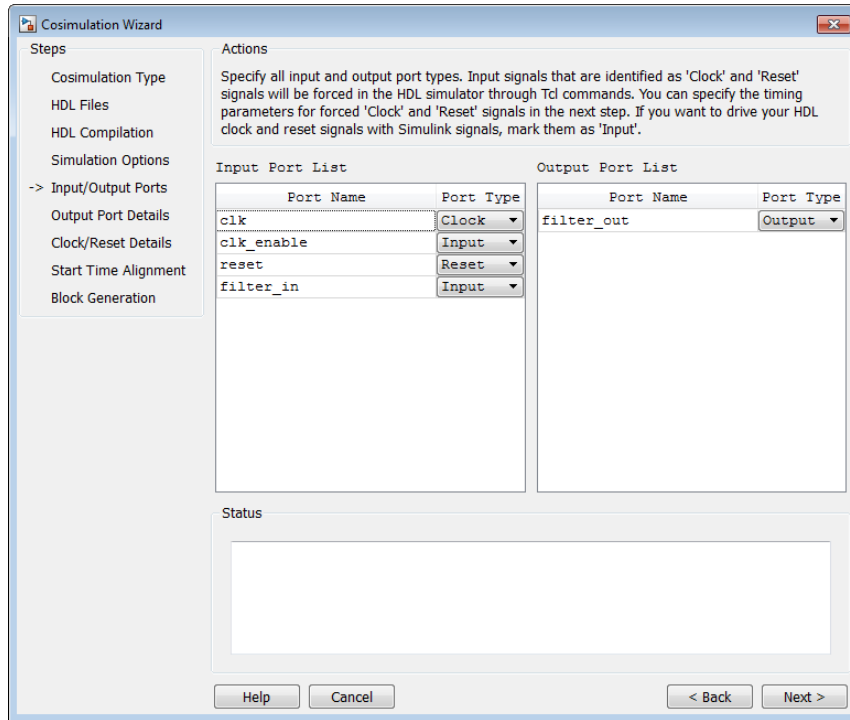 Cosimulation Wizard
Steps
Cosimulation Type
HDL Files
HDL Compilation
Simulation Options
-> Input/Output Ports
Output Port Details
Clock/Reset Details
Start Time Alignment
Block Generation
Actions
Specify all input and output port types. Input signals that are identified as 'Clock' and 'Reset'
signals will be forced in the HDL simulator through Tcl commands. You can specify the timing
parameters for forced 'Clock' and 'Reset' signals in the next step. If you want to drive your HDL
clock and reset signals with Simulink signals, mark them as 'Input'.
Input Port List
Port Name Port Type
clk Clock
clk_enable Input
reset Reset
filter_in Input
Output Port List
Port Name Port Type
filter_out Output
Status
Help Cancel < Back Next >